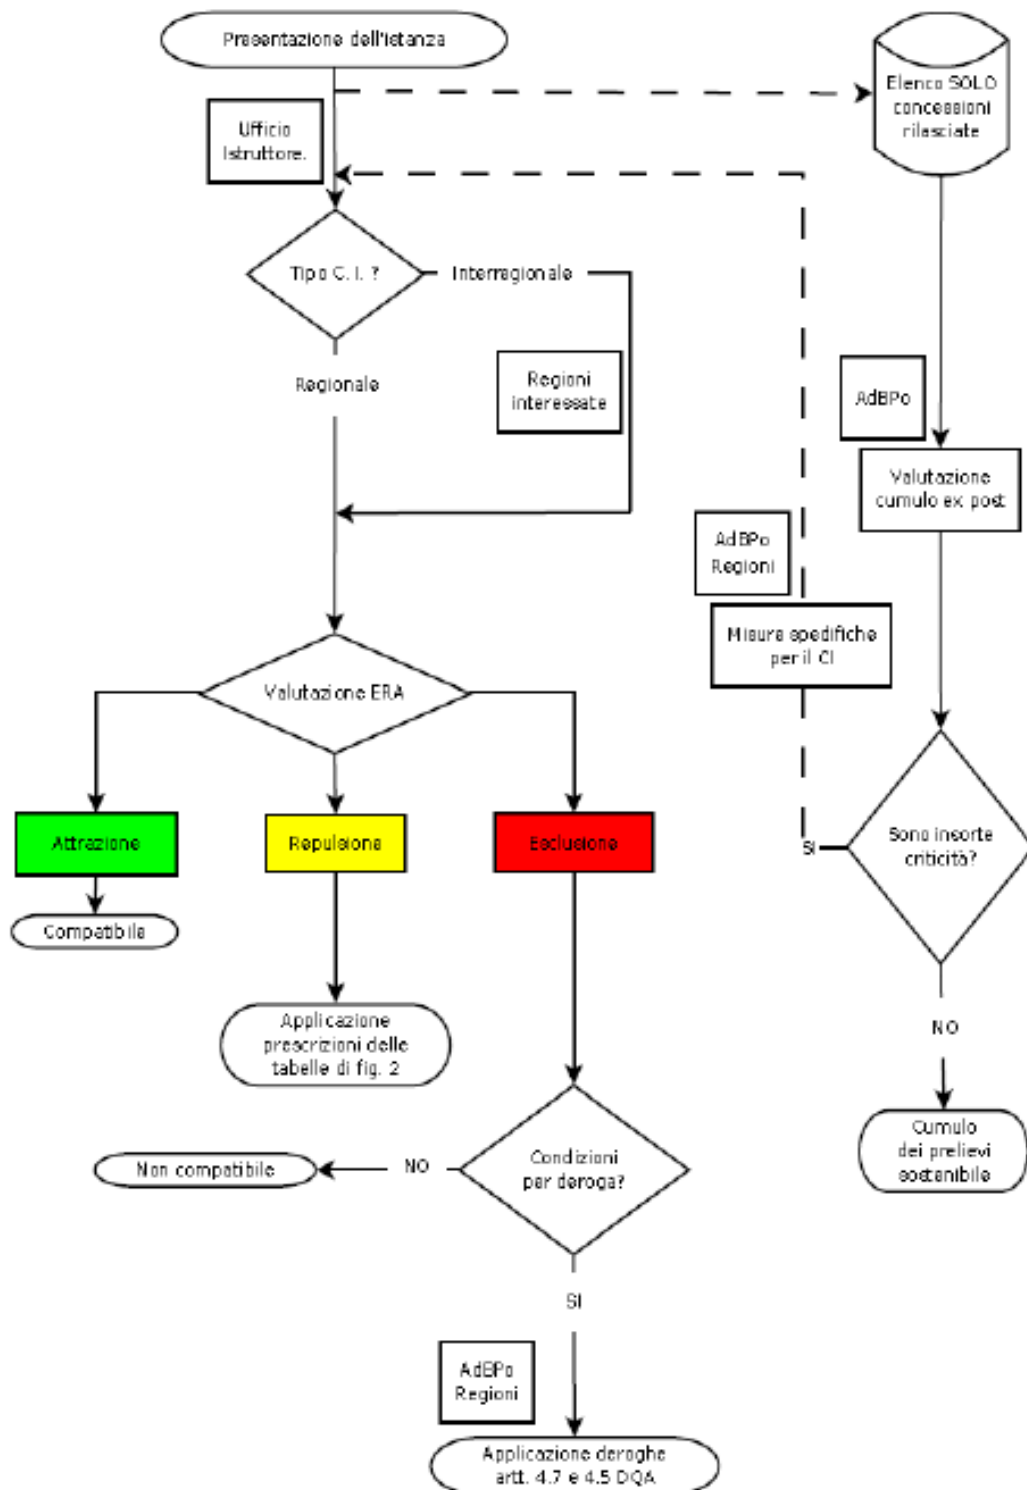 Presentazione dell'istanza
Elenco SOLO
concessioni
rilasciate
Ufficio
Istruttore.
Tipo C. I. ?
Interregionale
Regionale
Regioni
interessate
AdBPo
Valutazione
cumulo ex post
AdBPo
Regioni
Misure spedifiche
per il CI
Valutazione ERA
Attrazione
Repulsione
Esclusione
Sono insorte
criticità?
SI
Compatibile
Applicazione
prescrizioni delle
tabelle di fig. 2
NO
Cumulo
dei prelievi
sostenibile
Condizioni
per deroga?
NO
Non compatibile
SI
AdBPo
Regioni
Applicazione deroghe
artt. 4.7 e 4.5 DQA